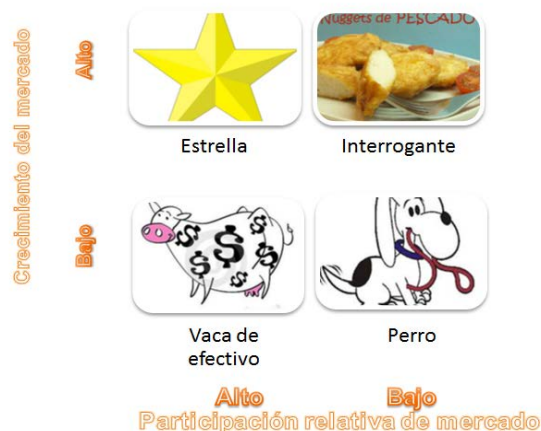 Crecimiento del mercado
Alto
Nuggets de PESCADO
Estrella
Interrogante
Bajo
$ $ $ $ $
Vaca de
efectivo
Perro
Alto
Bajo
Participación relativa de mercado